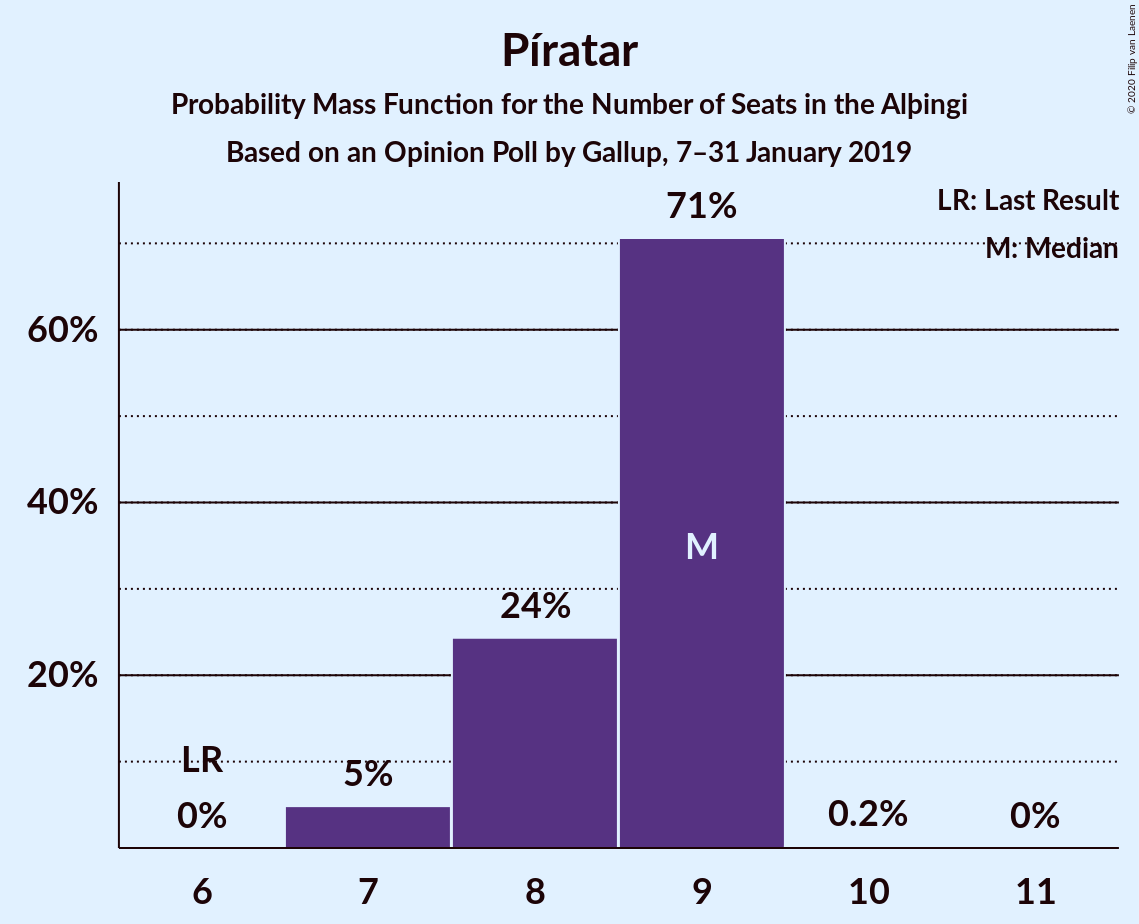 Píratar
Probability Mass Function for the Number of Seats in the Alþingi
Based on an Opinion Poll by Gallup, 7–31 January 2019
© 2020 Filip van Laenen
LR: Last Result
M: Median
71%
60%
40%
M
24%
20%
LR
5%
0%
0.2%
0%
6 7 8 9 10 11